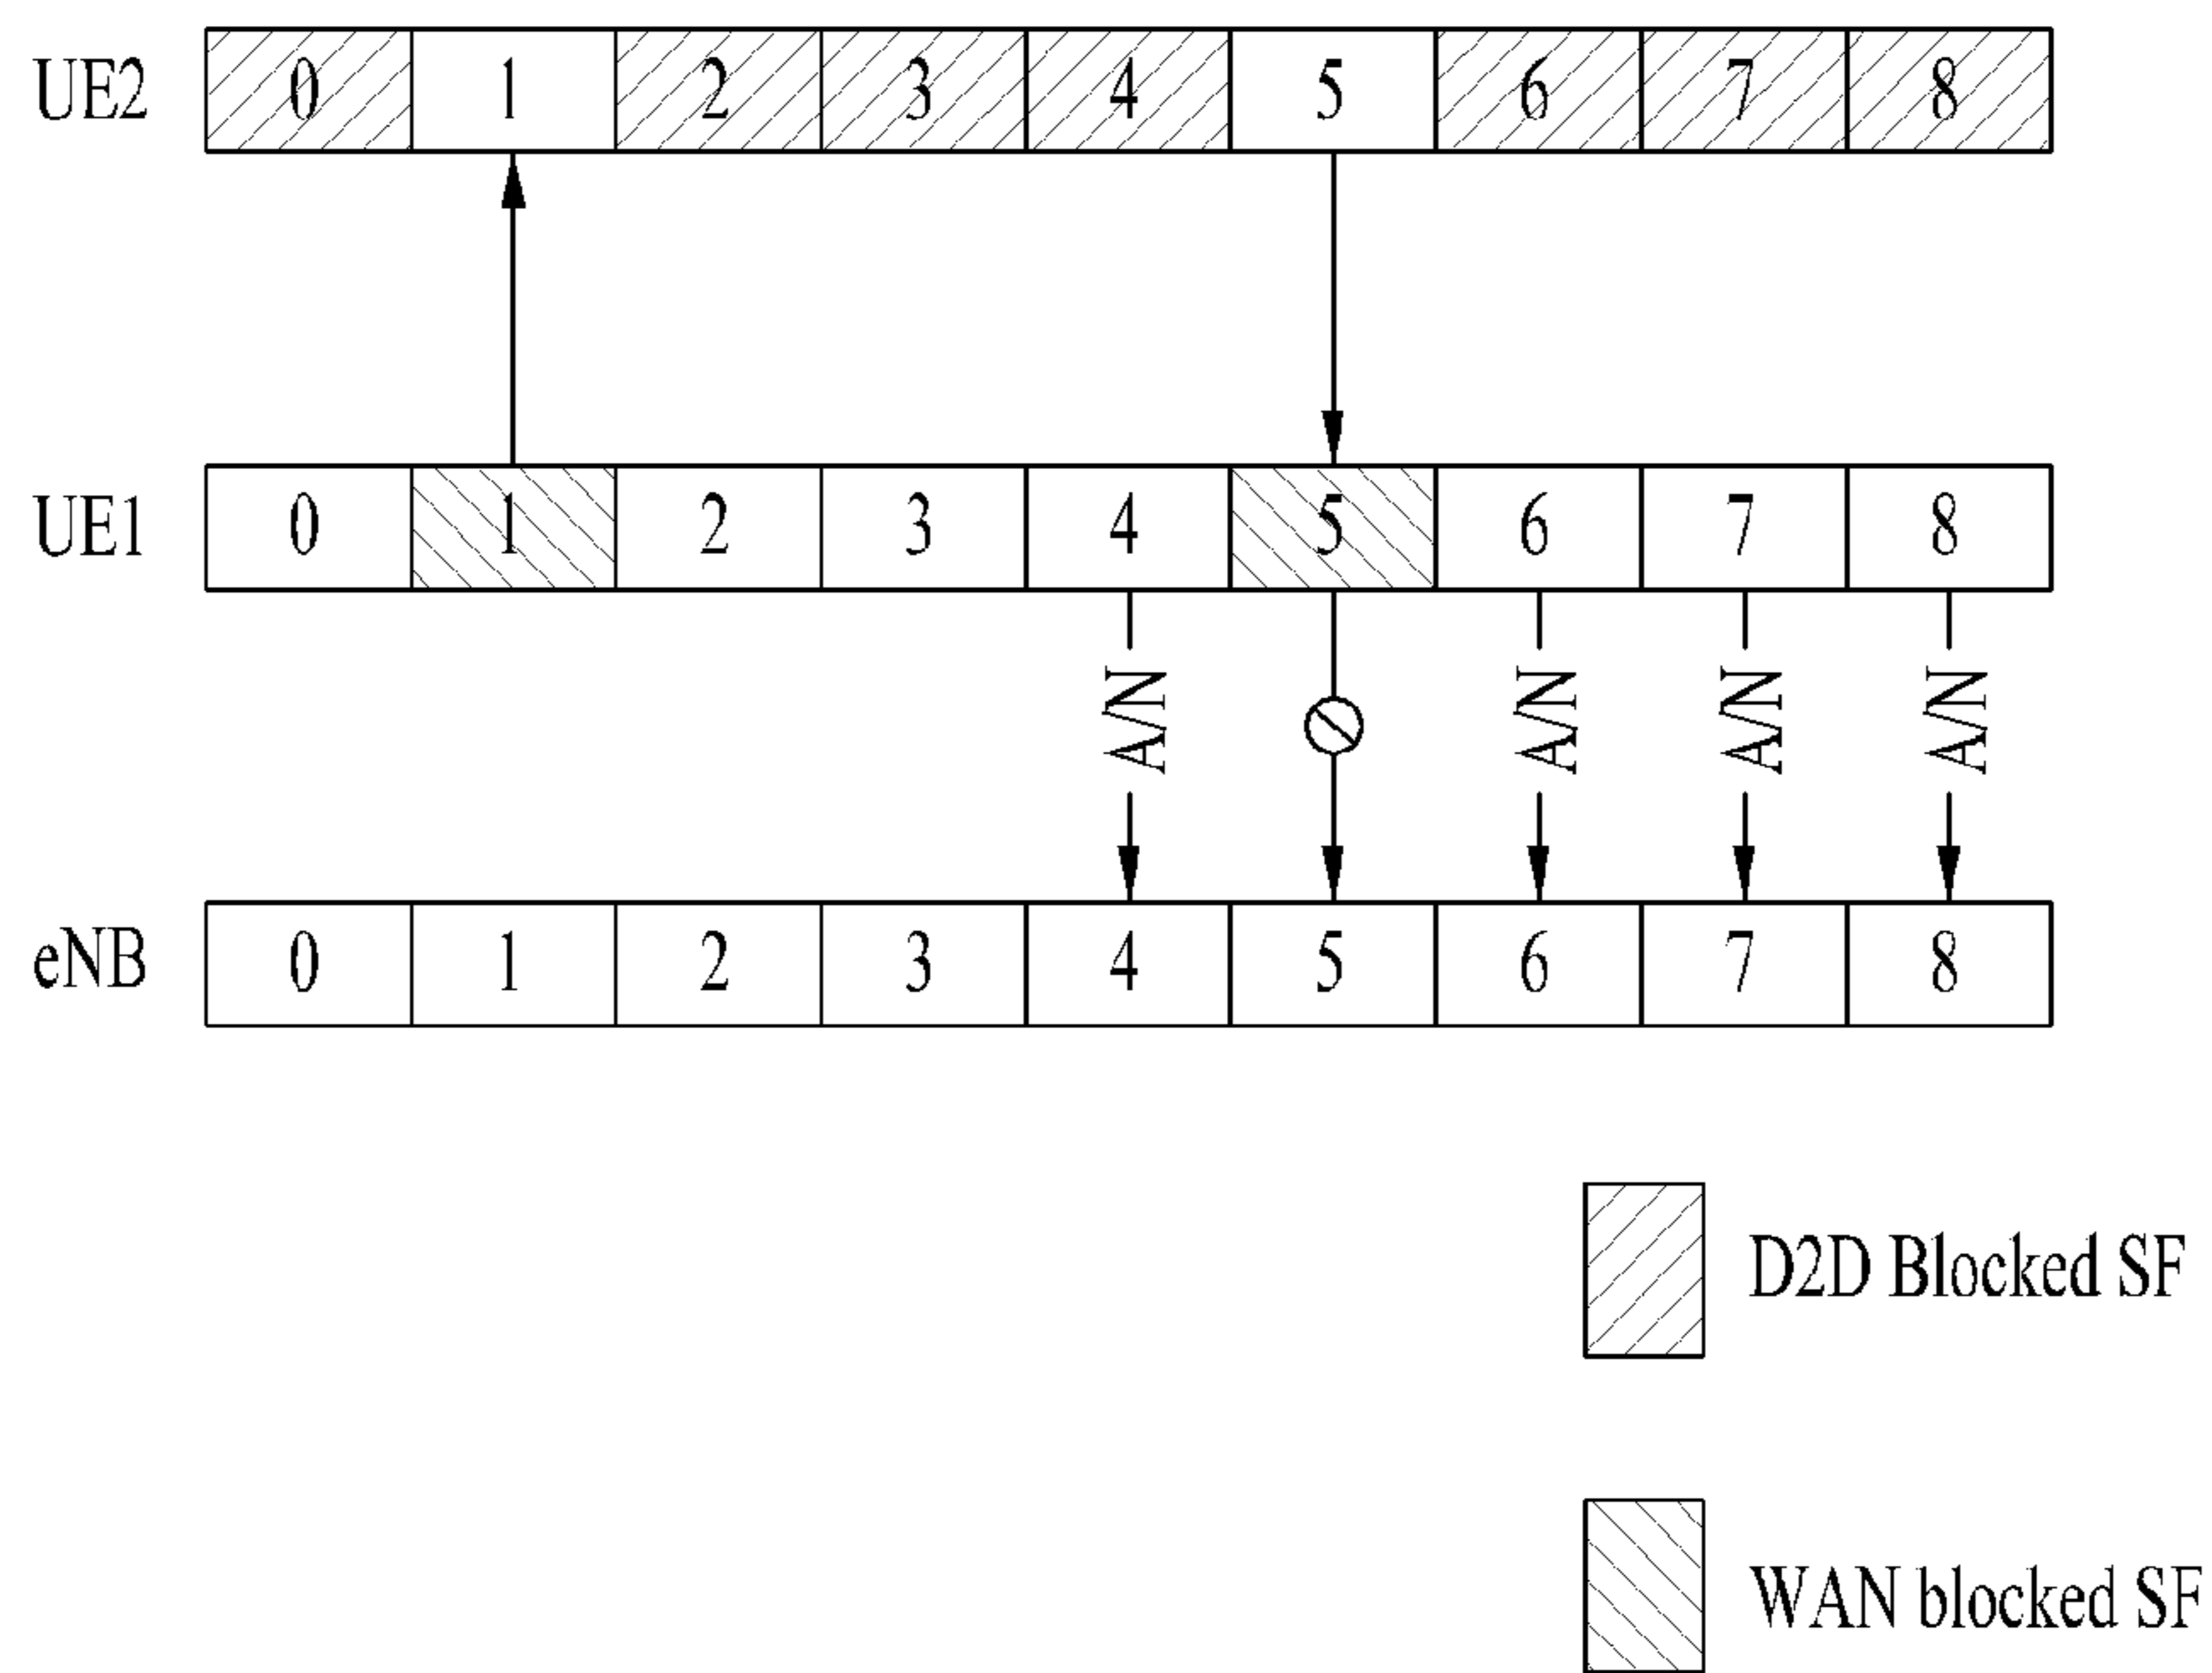 UE2 0 1 2 3 4 5 6 7 8
UE1 0 1 2 3 4 5 6 7 8
A/N A/N A/N A/N
eNB 0 1 2 3 4 5 6 7 8
D2D Blocked SF
WAN blocked SF